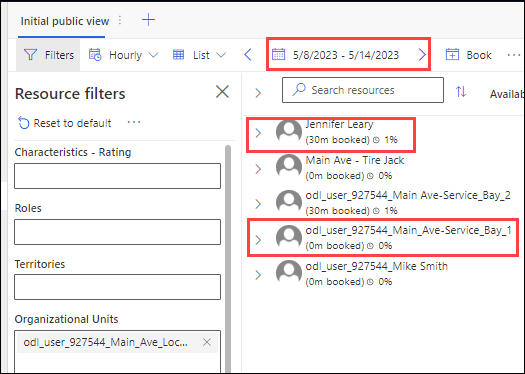 Initial public view
Filters
Hourly
List
5/8/2023 - 5/14/2023
Book
Resource filters
Reset to default
Characteristics - Rating
Roles
Territories
Organizational Units
odl_user_927544_Main_Ave_Loc...
Search resources
Availab
Jennifer Leary
(30m booked) 1%
Main Ave - Tire Jack
(0m booked) 0%
odl_user_927544_Main Ave-Service_Bay_2
(30m booked) 1%
odl_user_927544_Main_Ave-Service_Bay_1
(0m booked) 0%
odl_user_927544_Mike Smith
(0m booked) 0%